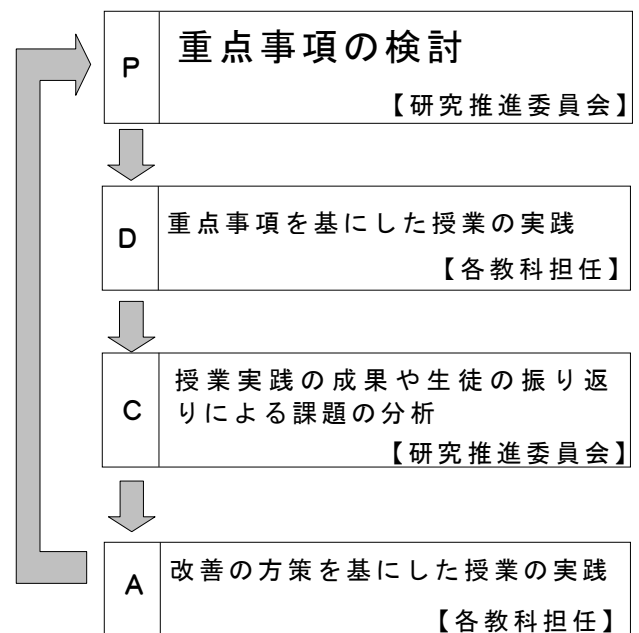 P
重点事項の検討
【研究推進委員会】
D
重点事項を基にした授業の実践
【各教科担任】
C
授業実践の成果や生徒の振り返
りによる課題の分析
【研究推進委員会】
A
改善の方策を基にした授業の実践
【各教科担任】